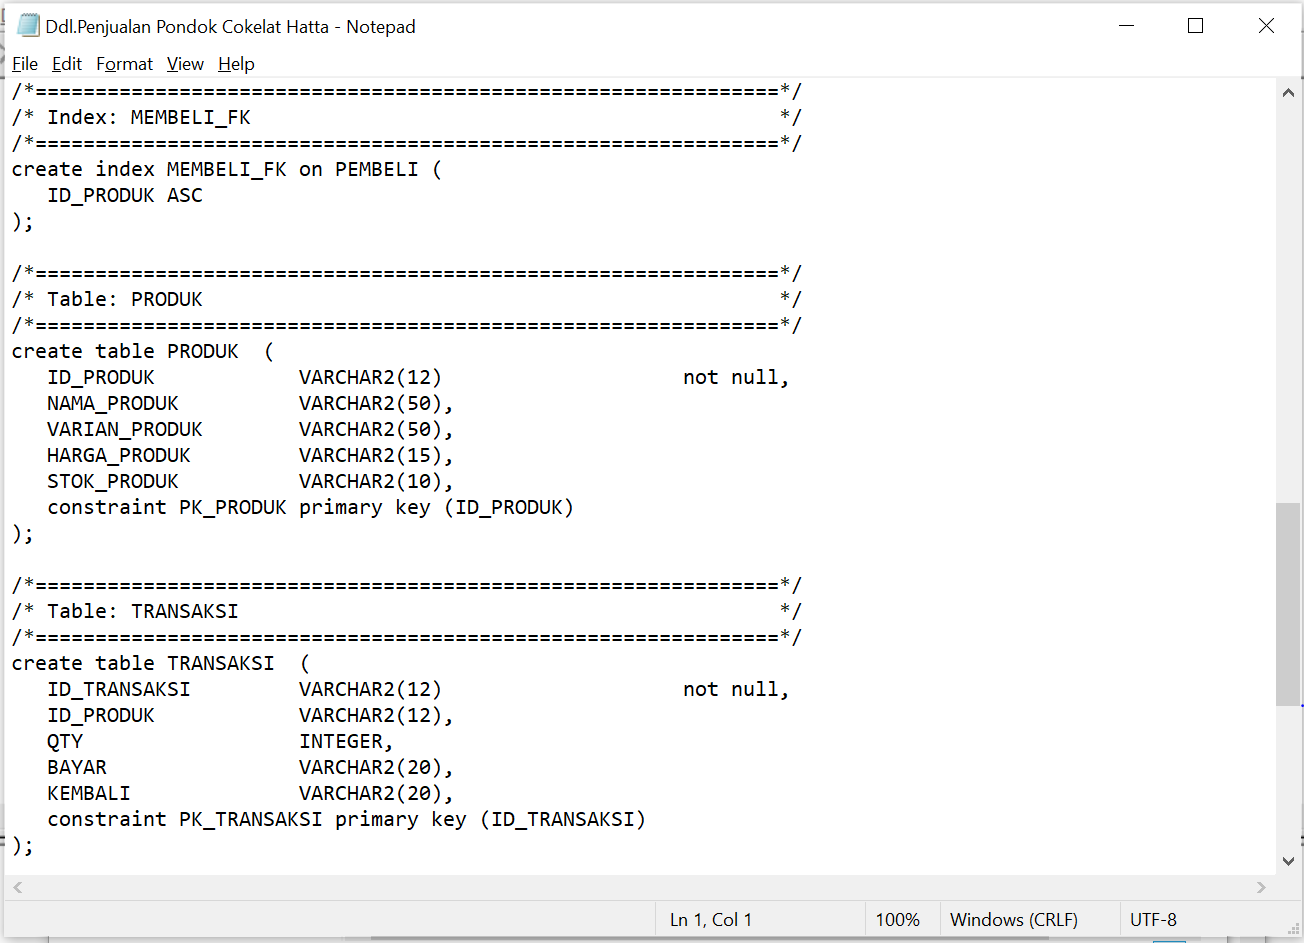 Ddl.Penjualan Pondok Cokelat Hatta - Notepad
File Edit Format View Help
/*==============================================================*/
/* Index: MEMBELI_FK                                            */
/*==============================================================*/
create index MEMBELI_FK on PEMBELI (
   ID_PRODUK ASC
);

/*==============================================================*/
/* Table: PRODUK                                                */
/*==============================================================*/
create table PRODUK  (
   ID_PRODUK            VARCHAR2(12)                    not null,
   NAMA_PRODUK          VARCHAR2(50),
   VARIAN_PRODUK        VARCHAR2(50),
   HARGA_PRODUK         VARCHAR2(15),
   STOK_PRODUK          VARCHAR2(10),
   constraint PK_PRODUK primary key (ID_PRODUK)
);

/*==============================================================*/
/* Table: TRANSAKSI                                             */
/*==============================================================*/
create table TRANSAKSI  (
   ID_TRANSAKSI         VARCHAR2(12)                    not null,
   ID_PRODUK            VARCHAR2(12),
   QTY                  INTEGER,
   BAYAR                VARCHAR2(20),
   KEMBALI              VARCHAR2(20),
   constraint PK_TRANSAKSI primary key (ID_TRANSAKSI)
);
Ln 1, Col 1 100% Windows (CRLF) UTF-8